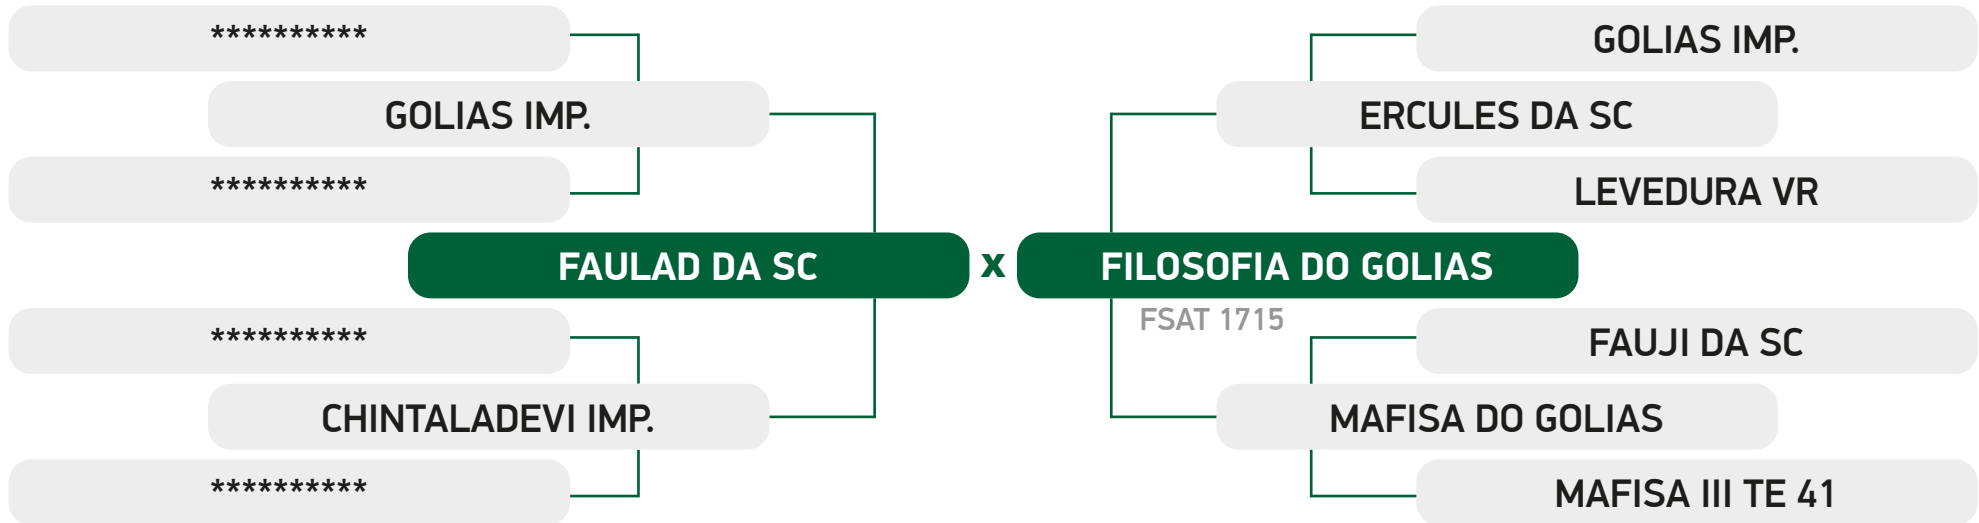 **********
GOLIAS IMP.
**********
FAULAD DA SC
**********
CHINTALADEVI IMP.
**********
x
GOLIAS IMP.
ERCULES DA SC
LEVEDURA VR
FILOSOFIA DO GOLIAS
FSAT 1715
FAUJI DA SC
MAFISA DO GOLIAS
MAFISA III TE 41